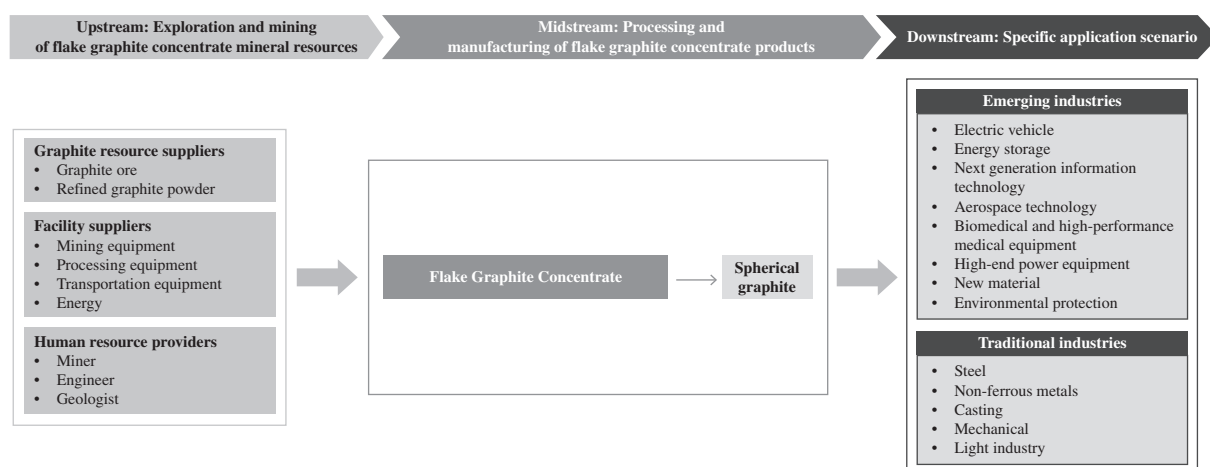 Upstream: Exploration and mining
of flake graphite concentrate mineral resources
Midstream: Processing and
manufacturing of flake graphite concentrate products
Downstream: Specific application scenario
Graphite resource suppliers
• Graphite ore
• Refined graphite powder
Facility suppliers
• Mining equipment
• Processing equipment
• Transportation equipment
• Energy
Human resource providers
• Miner
• Engineer
• Geologist
Flake Graphite Concentrate
Spherical
graphite
Emerging industries
• Electric vehicle
• Energy storage
• Next generation information
technology
• Aerospace technology
• Biomedical and high-performance
medical equipment
• High-end power equipment
• New material
• Environmental protection
Traditional industries
• Steel
• Non-ferrous metals
• Casting
• Mechanical
• Light industry